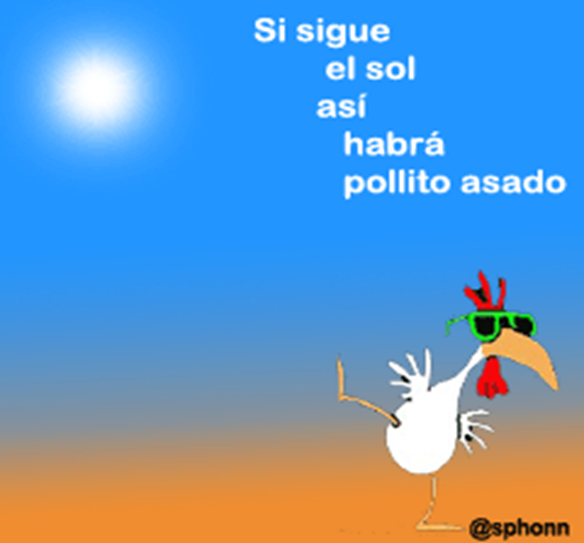 Si sigue
el sol
así
habrá
pollito asado
@sphonn